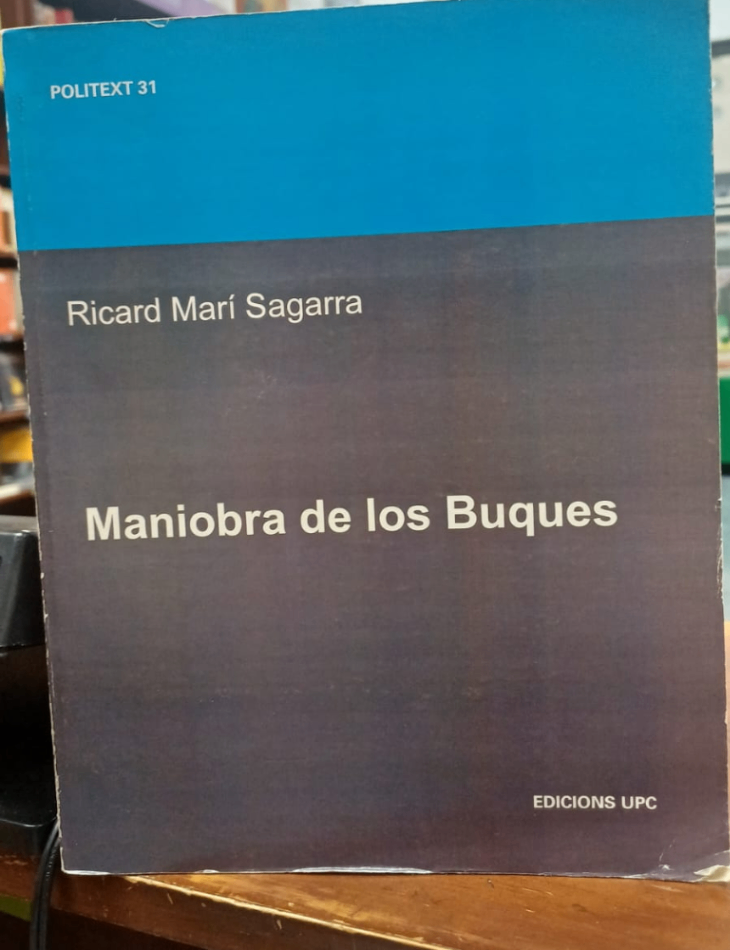 POLITEXT 31
Ricard Marí Sagarra
Maniobra de los Buques
EDICIONS UPC